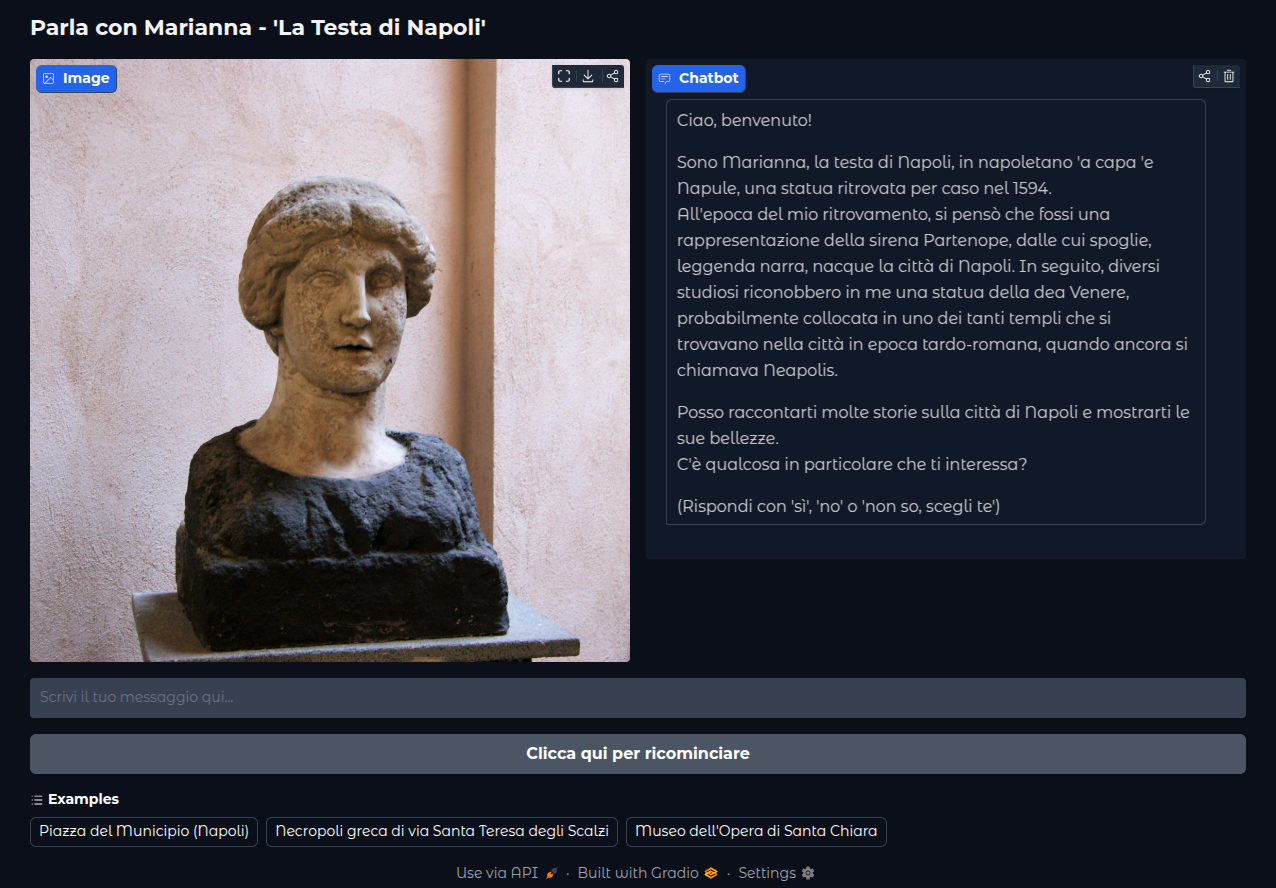 Parla con Marianna - 'La Testa di Napoli'
Image
Chatbot
Ciao, benvenuto!
Sono Marianna, la testa di Napoli, in napoletano 'a capa 'e
Napule, una statua ritrovata per caso nel 1594.
All'epoca del mio ritrovamento, si pensò che fossi una
rappresentazione della sirena Partenope, dalle cui spoglie,
leggenda narra, nacque la città di Napoli. In seguito, diversi
studiosi riconobbero in me una statua della dea Venere,
probabilmente collocata in uno dei tanti templi che si
trovavano nella città in epoca tardo-romana, quando ancora si
chiamava Neapolis.
Posso raccontarti molte storie sulla città di Napoli e mostrarti le
sue bellezze.
C'è qualcosa in particolare che ti interessa?
(Rispondi con 'sì', 'no' o 'non so, scegli te')
Scrivi il tuo messaggio qui...
Clicca qui per ricominciare
Examples
Piazza del Municipio (Napoli)
Necropoli greca di via Santa Teresa degli Scalzi
Museo dell'Opera di Santa Chiara
Use via API · Built with Gradio · Settings